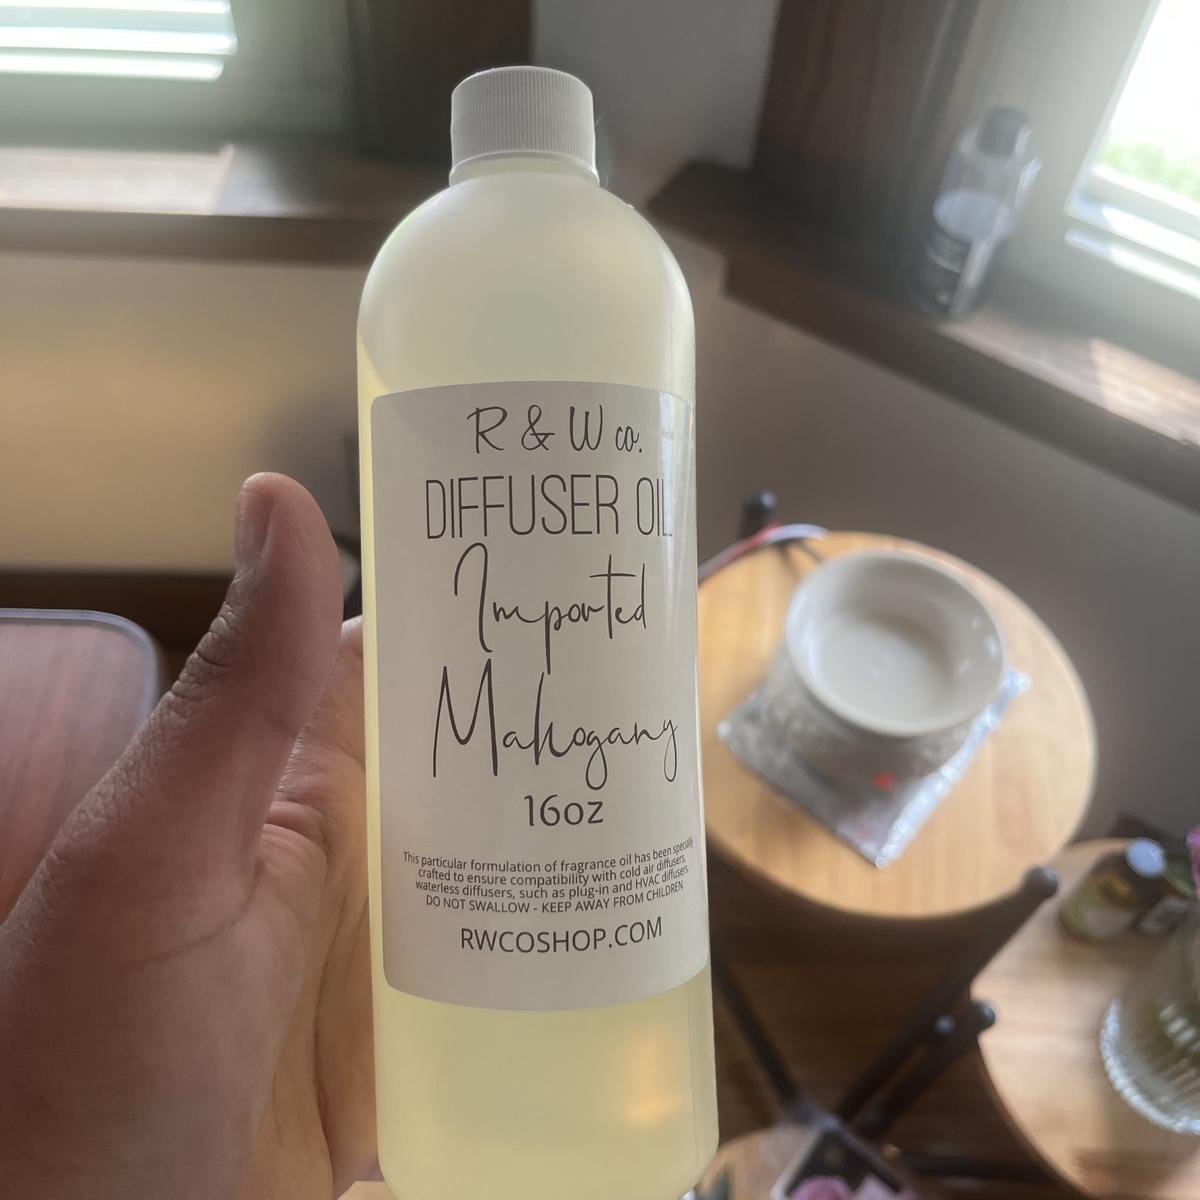 R & W co.
DIFFUSER OIL
Imported
Mahogany
16oz
This particular formulation of fragrance oil has been specially
crafted to ensure compatibility with cold air diffusers,
waterless diffusers, such as plug-in and HVAC diffusers.
DO NOT SWALLOW - KEEP AWAY FROM CHILDREN
RWCOSHOP.COM